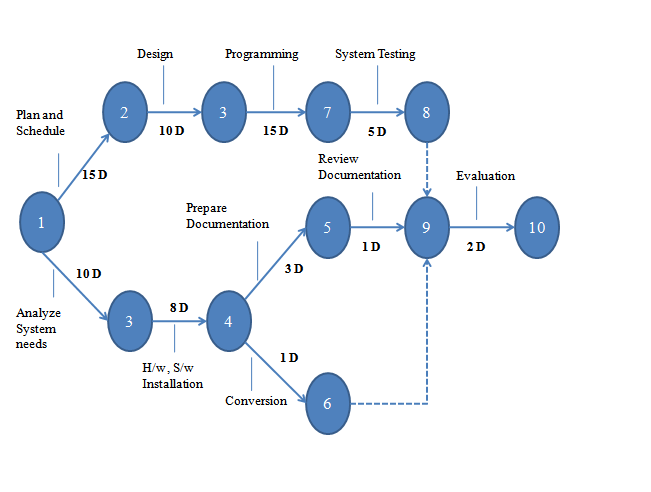 Design
Programming
System Testing
Plan and
Schedule
2
3
7
8
10 D
15 D
5 D
15 D
Review
Documentation
Evaluation
Prepare
Documentation
1
5
9
10
1 D
2 D
10 D
3 D
Analyze
System
needs
8 D
3
4
H/w, S/w
Installation
1 D
Conversion
6